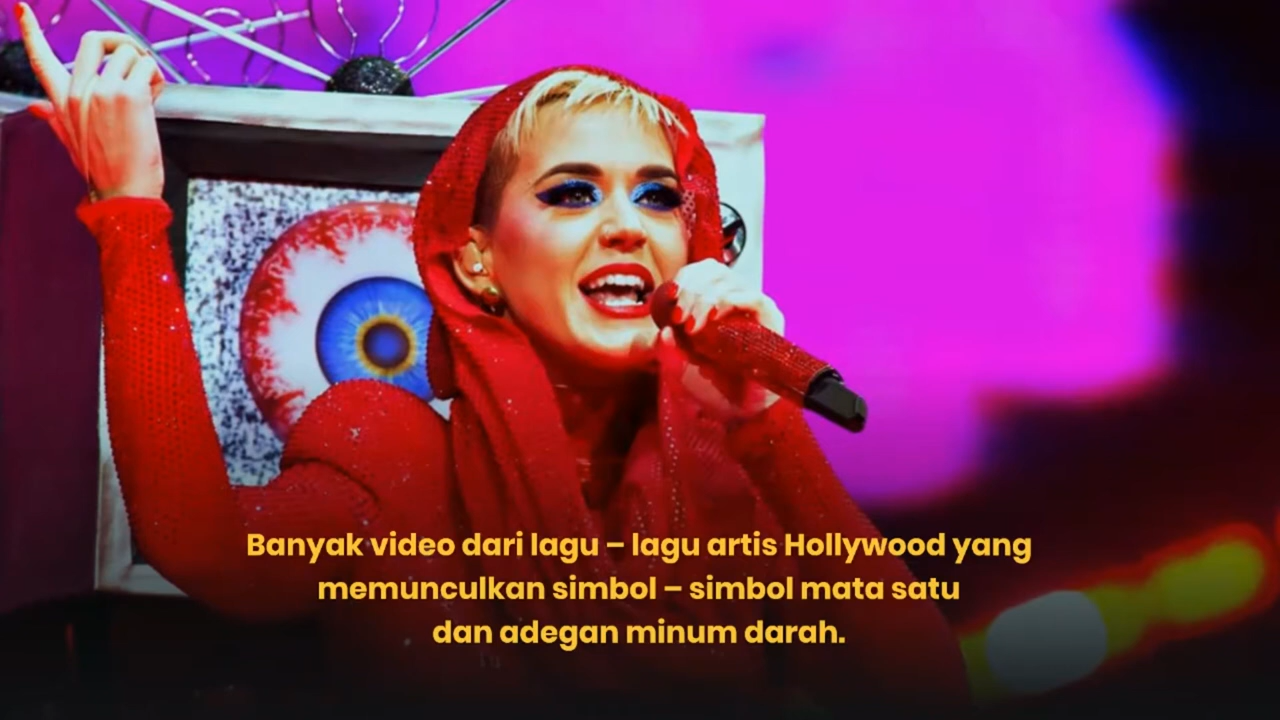 Banyak video dari lagu – lagu artis Hollywood yang
memunculkan simbol – simbol mata satu
dan adegan minum darah.